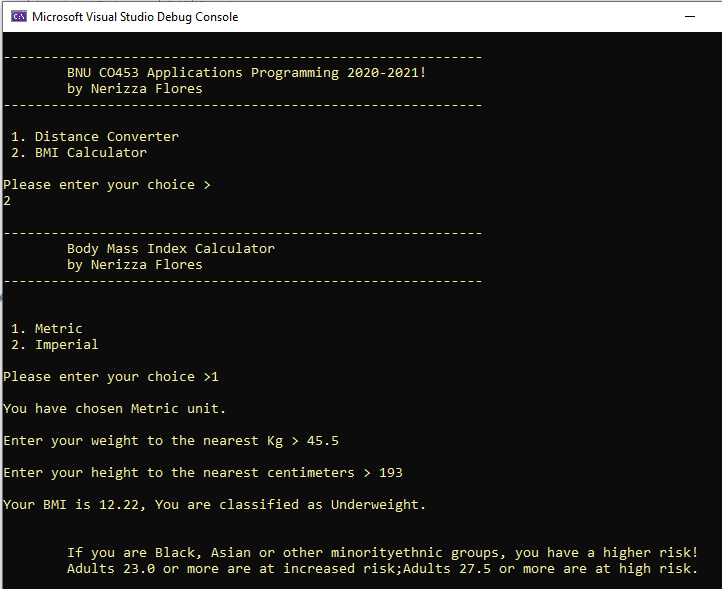 Microsoft Visual Studio Debug Console
------------------------------------------------------------
BNU CO453 Applications Programming 2020-2021!
by Nerizza Flores
------------------------------------------------------------
1. Distance Converter
2. BMI Calculator
Please enter your choice >
2
------------------------------------------------------------
Body Mass Index Calculator
by Nerizza Flores
------------------------------------------------------------
1. Metric
2. Imperial
Please enter your choice >1
You have chosen Metric unit.
Enter your weight to the nearest Kg > 45.5
Enter your height to the nearest centimeters > 193
Your BMI is 12.22, You are classified as Underweight.
If you are Black, Asian or other minorityethnic groups, you have a higher risk!
Adults 23.0 or more are at increased risk;Adults 27.5 or more are at high risk.